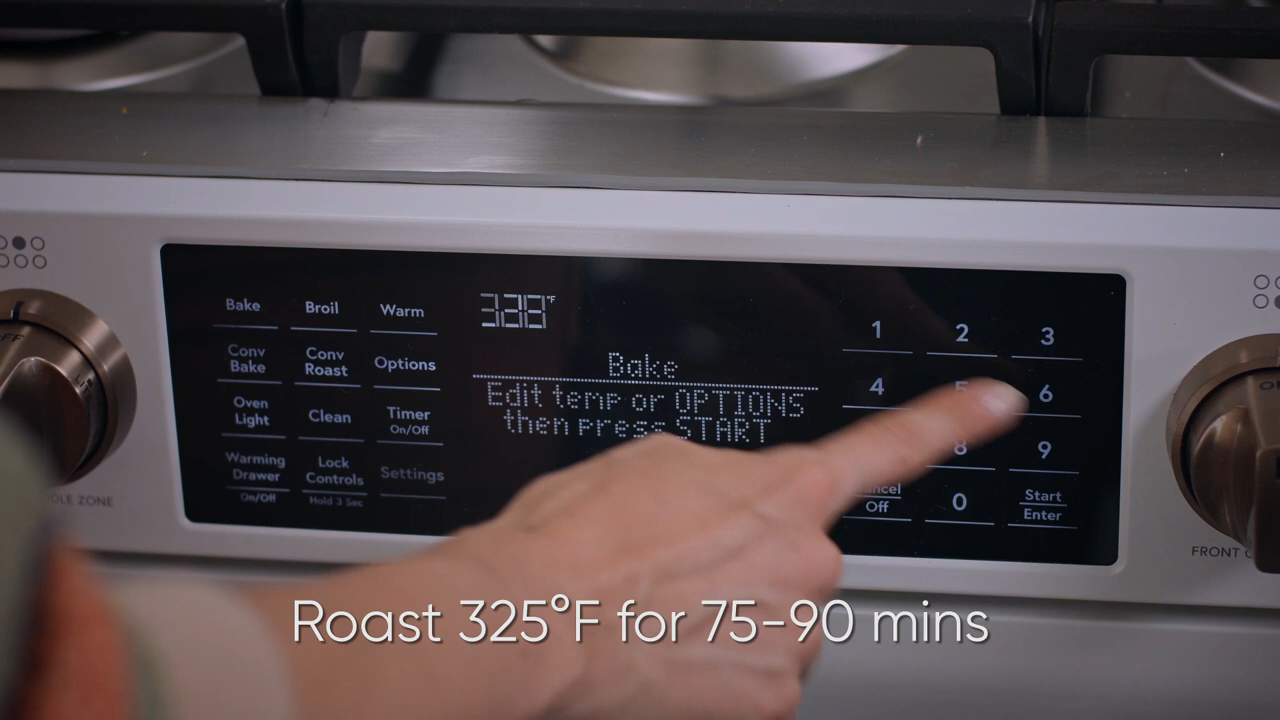 Bake
Broil
Warm
Conv
Bake
Conv
Roast
Options
Oven
Light
Clean
Timer
On/Off
Warming
Drawer
On/Off
Lock
Controls
Hold 3 Sec
Settings
°F
Bake
Edit temp or OPTIONS
then press START
1
2
3
4
6
8
9
Off
0
Start
Enter
ZONE
FRONT
Roast 325°F for 75-90 mins